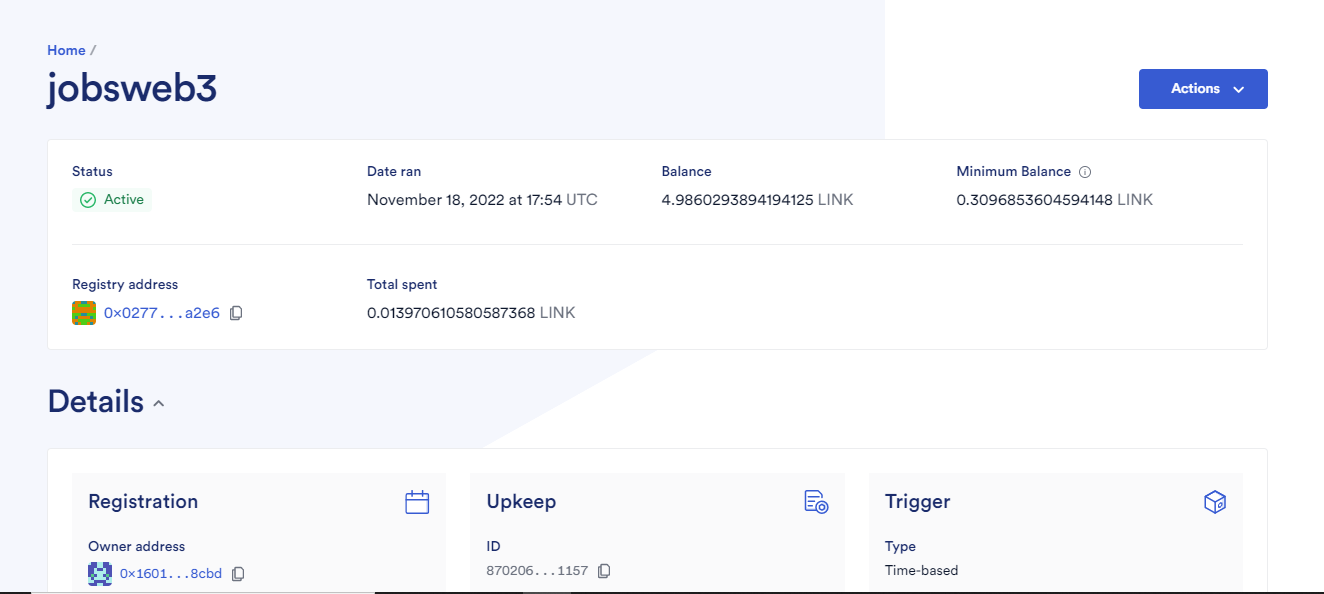 Home /
jobsweb3
Actions
Status
Active
Date ran
November 18, 2022 at 17:54 UTC
Balance
4.9860293894194125 LINK
Minimum Balance
0.3096853604594148 LINK
Registry address
0x0277...a2e6
Total spent
0.013970610580587368 LINK
Details
Registration
Owner address
0x1601...8cbd
Upkeep
ID
870206...1157
Trigger
Type
Time-based